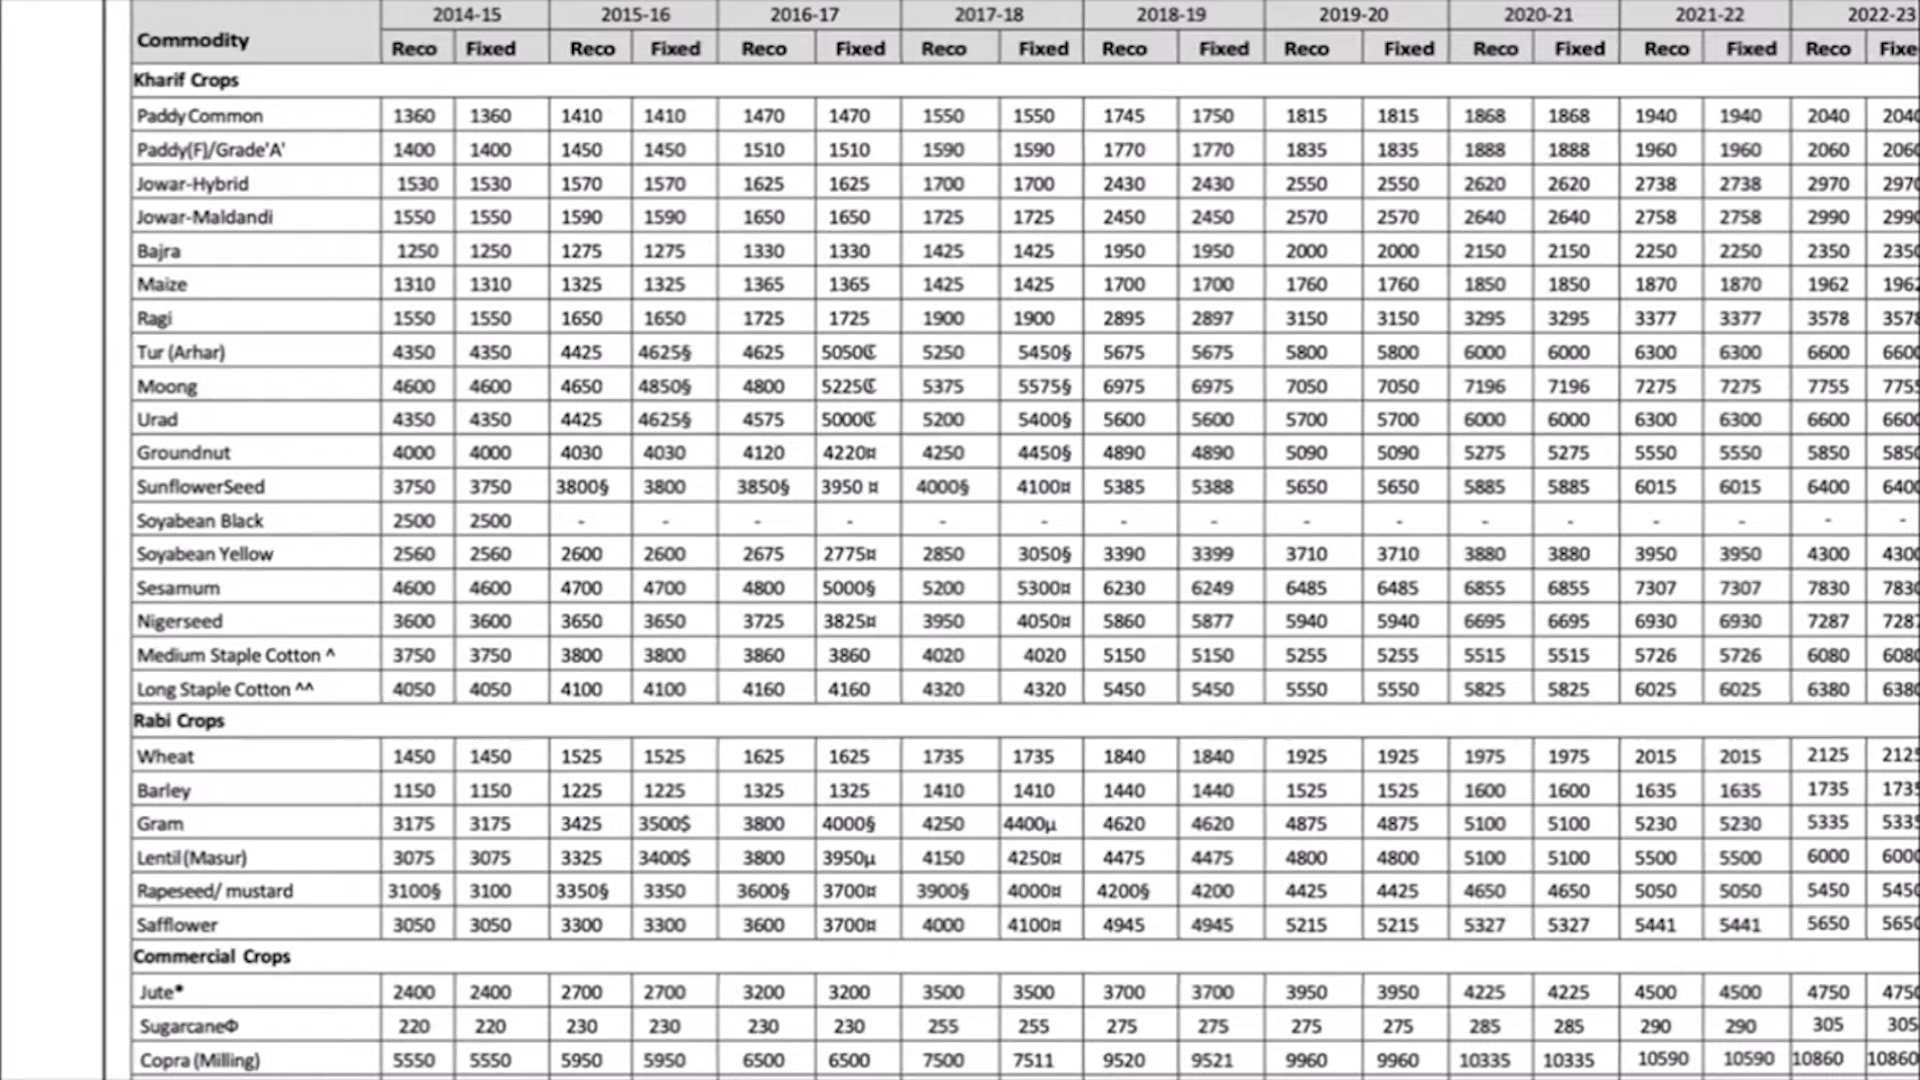 2014-15 2015-16 2016-17 2017-18 2018-19 2019-20 2020-21 2021-22 2022-23
Commodity Reco Fixed Reco Fixed Reco Fixed Reco Fixed Reco Fixed Reco Fixed Reco Fixed Reco Fixed Reco Fixe
Kharif Crops
Paddy Common 1360 1360 1410 1410 1470 1470 1550 1550 1745 1750 1815 1815 1868 1868 1940 1940 2040 2040
Paddy(F)/Grade'A' 1400 1400 1450 1450 1510 1510 1590 1590 1770 1770 1835 1835 1888 1888 1960 1960 2060 2060
Jowar-Hybrid 1530 1530 1570 1570 1625 1625 1700 1700 2430 2430 2550 2550 2620 2620 2738 2738 2970 2970
Jowar-Maldandi 1550 1550 1590 1590 1650 1650 1725 1725 2450 2450 2570 2570 2640 2640 2758 2758 2990 2990
Bajra 1250 1250 1275 1275 1330 1330 1425 1425 1950 1950 2000 2000 2150 2150 2250 2250 2350 2350
Maize 1310 1310 1325 1325 1365 1365 1425 1425 1700 1700 1760 1760 1850 1850 1870 1870 1962 1962
Ragi 1550 1550 1650 1650 1725 1725 1900 1900 2895 2897 3150 3150 3295 3295 3377 3377 3578 3578
Tur (Arhar) 4350 4350 4425 4625§ 4625 5050₢ 5250 5450§ 5675 5675 5800 5800 6000 6000 6300 6300 6600 6600
Moong 4600 4600 4650 4850§ 4800 5225₢ 5375 5575§ 6975 6975 7050 7050 7196 7196 7275 7275 7755 7755
Urad 4350 4350 4425 4625§ 4575 5000₢ 5200 5400§ 5600 5600 5700 5700 6000 6000 6300 6300 6600 6600
Groundnut 4000 4000 4030 4030 4120 4220¤ 4250 4450§ 4890 4890 5090 5090 5275 5275 5550 5550 5850 5850
SunflowerSeed 3750 3750 3800§ 3800 3850§ 3950 ¤ 4000§ 4100¤ 5385 5388 5650 5650 5885 5885 6015 6015 6400 6400
Soyabean Black 2500 2500 - - - - - - - - - - - - - - - -
Soyabean Yellow 2560 2560 2600 2600 2675 2775¤ 2850 3050§ 3390 3399 3710 3710 3880 3880 3950 3950 4300 4300
Sesamum 4600 4600 4700 4700 4800 5000§ 5200 5300¤ 6230 6249 6485 6485 6855 6855 7307 7307 7830 7830
Nigerseed 3600 3600 3650 3650 3725 3825¤ 3950 4050¤ 5860 5877 5940 5940 6695 6695 6930 6930 7287 7287
Medium Staple Cotton ^ 3750 3750 3800 3800 3860 3860 4020 4020 5150 5150 5255 5255 5515 5515 5726 5726 6080 6080
Long Staple Cotton ^^ 4050 4050 4100 4100 4160 4160 4320 4320 5450 5450 5550 5550 5825 5825 6025 6025 6380 6380
Rabi Crops
Wheat 1450 1450 1525 1525 1625 1625 1735 1735 1840 1840 1925 1925 1975 1975 2015 2015 2125 2125
Barley 1150 1150 1225 1225 1325 1325 1410 1410 1440 1440 1525 1525 1600 1600 1635 1635 1735 1735
Gram 3175 3175 3425 3500$ 3800 4000§ 4250 4400µ 4620 4620 4875 4875 5100 5100 5230 5230 5335 5335
Lentil (Masur) 3075 3075 3325 3400$ 3800 3950µ 4150 4250¤ 4475 4475 4800 4800 5100 5100 5500 5500 6000 6000
Rapeseed/ mustard 3100§ 3100 3350§ 3350 3600§ 3700¤ 3900§ 4000¤ 4200§ 4200 4425 4425 4650 4650 5050 5050 5450 5450
Safflower 3050 3050 3300 3300 3600 3700¤ 4000 4100¤ 4945 4945 5215 5215 5327 5327 5441 5441 5650 5650
Commercial Crops
Jute* 2400 2400 2700 2700 3200 3200 3500 3500 3700 3700 3950 3950 4225 4225 4500 4500 4750 4750
SugarcaneΦ 220 220 230 230 230 230 255 255 275 275 275 275 285 285 290 290 305 305
Copra (Milling) 5550 5550 5950 5950 6500 6500 7500 7511 9520 9521 9960 9960 10335 10335 10590 10590 10860 10860